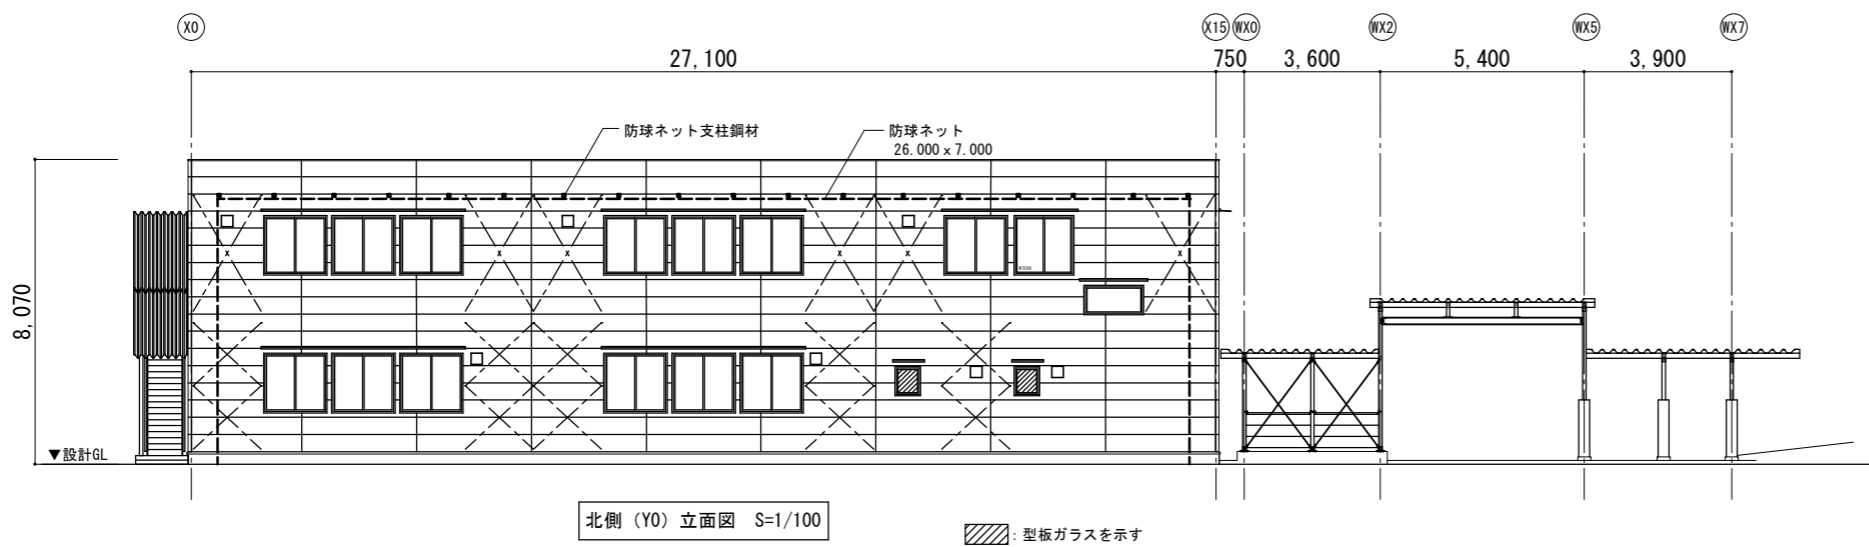 X0 X15 WX0 WX2 WX5 WX7
27,100 750 3,600 5,400 3,900
防球ネット支柱鋼材 防球ネット
26.000 x 7.000
8,070
▼設計GL
北側（Y0）立面図 S=1/100
: 型板ガラスを示す